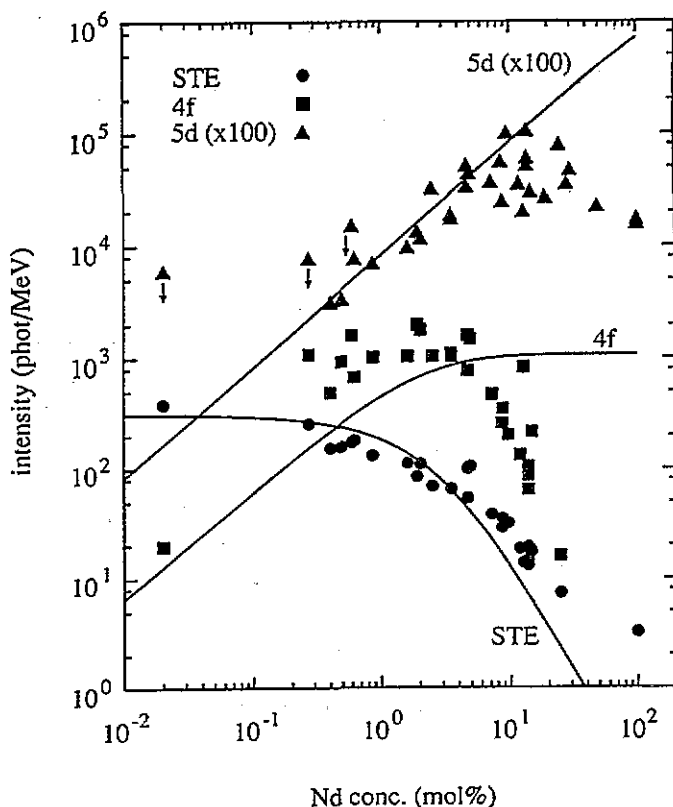 10^6
10^5
10^4
10^3
10^2
10^1
10^0
intensity (phot/MeV)
STE
4f
5d (x100)
5d (x100)
4f
STE
10^-2
10^-1
10^0
10^1
10^2
Nd conc. (mol%)